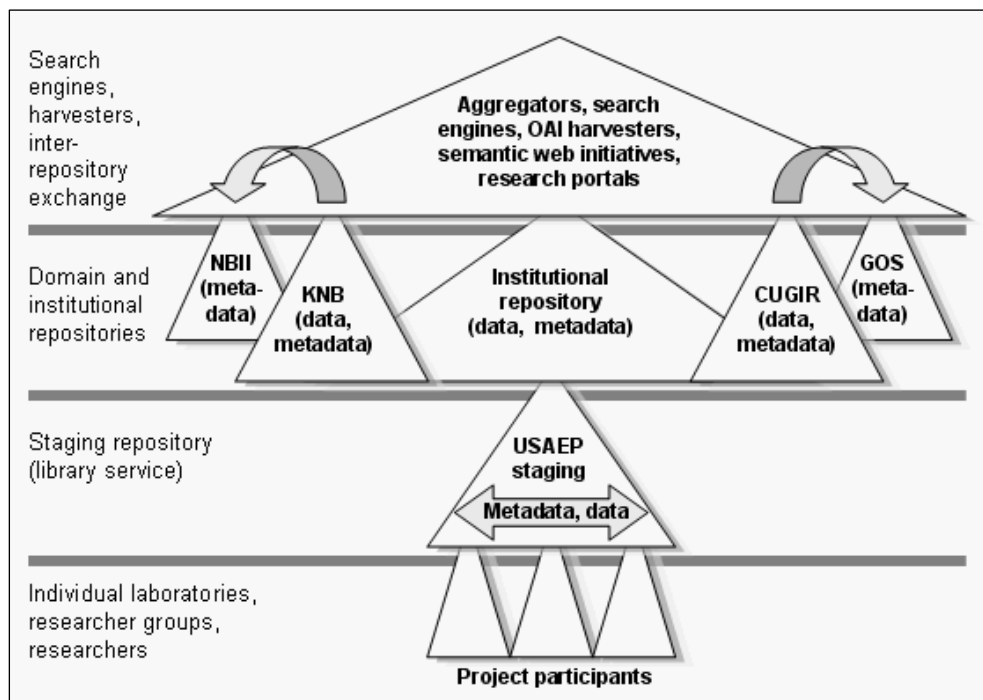 Search
engines,
harvesters,
inter-
repository
exchange
Aggregators, search
engines, OAI harvesters,
semantic web initiatives,
research portals
Domain and
institutional
repositories
NBII
(meta-
data)
KNB
(data,
metadata)
Institutional
repository
(data, metadata)
CUGIR
(data,
metadata)
GOS
(meta-
data)
Staging repository
(library service)
USAEP
staging
Metadata, data
Individual laboratories,
researcher groups,
researchers
Project participants